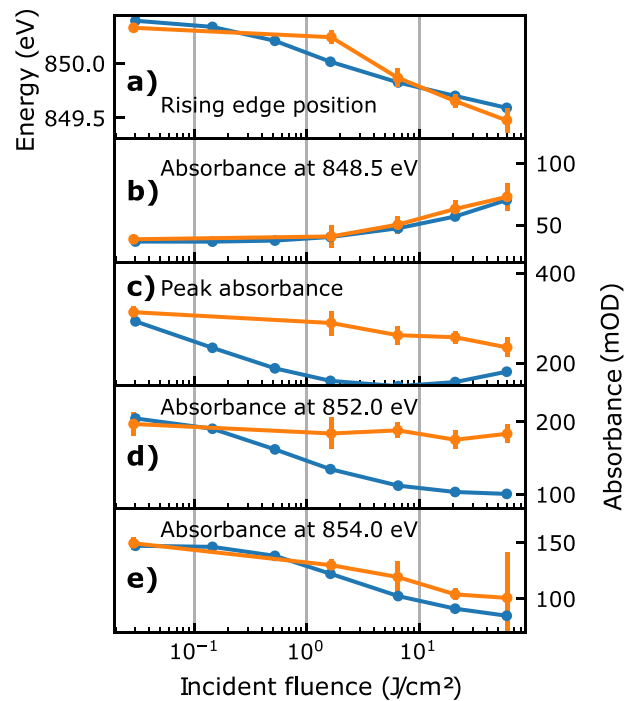 Energy (eV)
850.0
849.5
a)
Rising edge position
b)
Absorbance at 848.5 eV
100
50
c)
Peak absorbance
400
200
d)
Absorbance at 852.0 eV
200
100
e)
Absorbance at 854.0 eV
150
100
Absorbance (mOD)
10⁻¹ 10⁰ 10¹
Incident fluence (J/cm²)